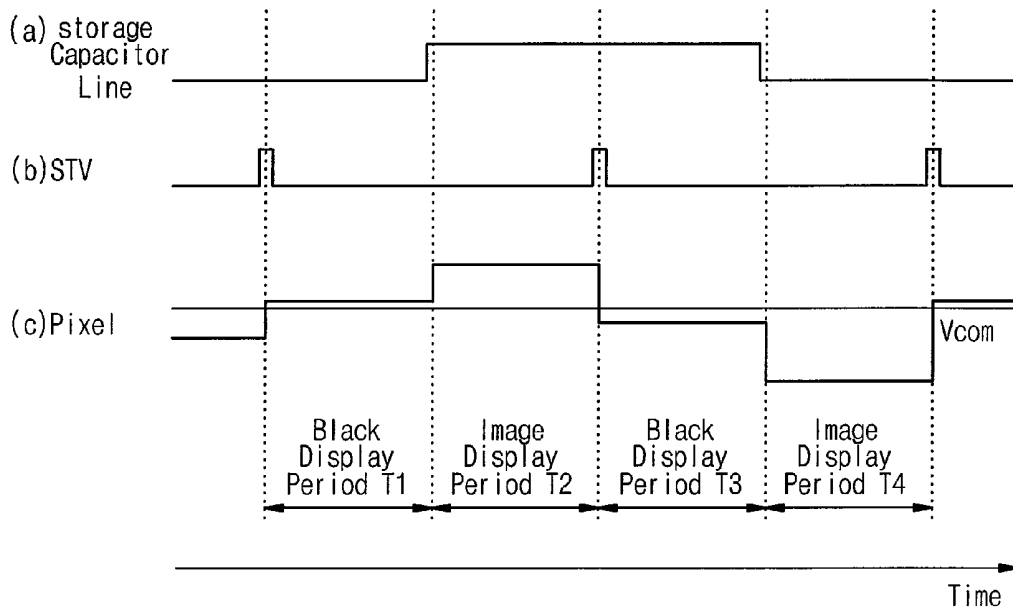 (a) storage
Capacitor
Line
(b)STV
(c)Pixel
Vcom
Black
Display
Period T1
Image
Display
Period T2
Black
Display
Period T3
Image
Display
Period T4
Time